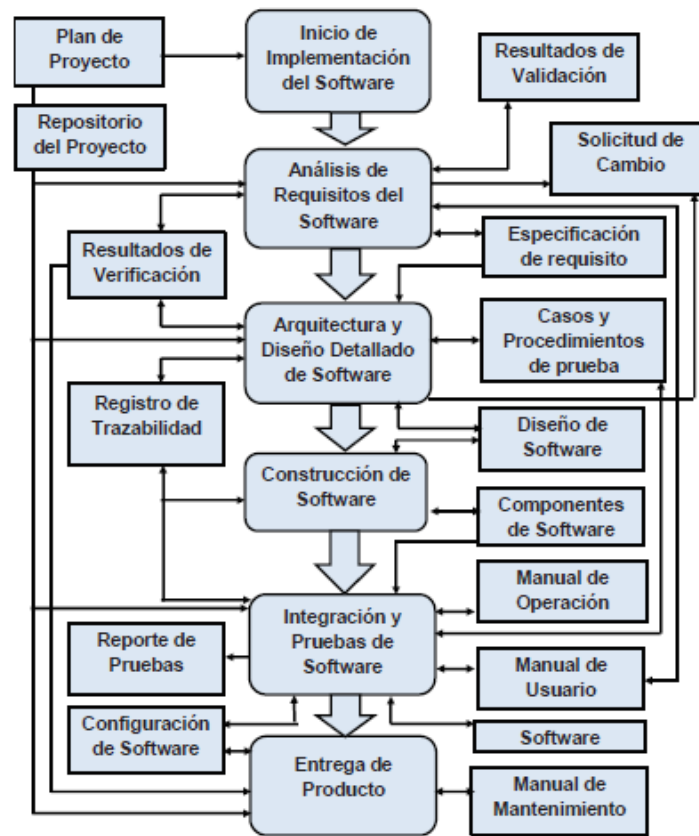 Plan de
Proyecto
Inicio de
Implementación
del Software
Resultados de
Validación
Repositorio
del Proyecto
Solicitud de
Cambio
Análisis de
Requisitos del
Software
Resultados de
Verificación
Especificación
de requisito
Arquitectura y
Diseño Detallado
de Software
Casos y
Procedimientos
de prueba
Registro de
Trazabilidad
Diseño de
Software
Construcción de
Software
Componentes
de Software
Manual de
Operación
Integración y
Pruebas de
Software
Reporte de
Pruebas
Manual de
Usuario
Configuración
de Software
Software
Entrega de
Producto
Manual de
Mantenimiento